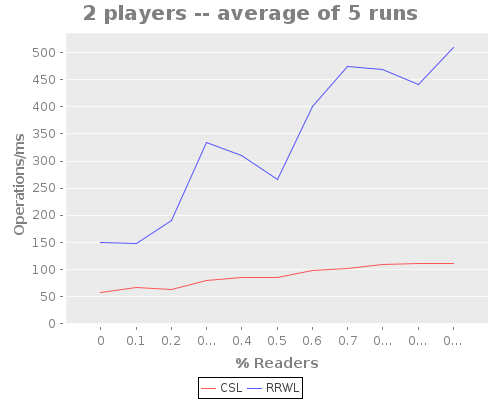 2 players -- average of 5 runs
Operations/ms
500
450
400
350
300
250
200
150
100
50
0
0 0.1 0.2 0... 0.4 0.5 0.6 0.7 0... 0... 0...
% Readers
CSL RRWL